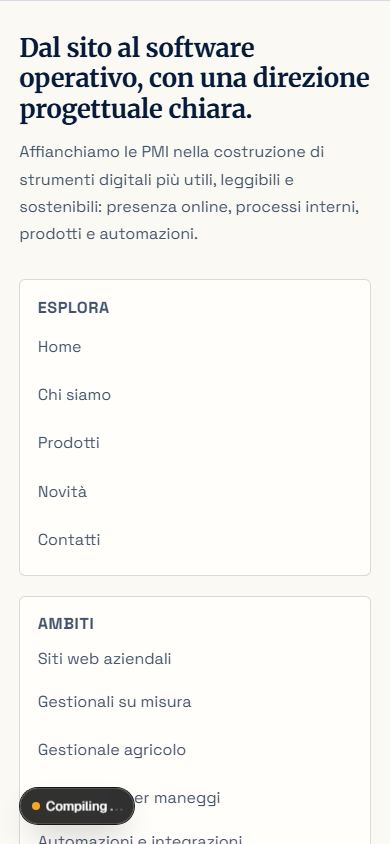 Dal sito al software
operativo, con una direzione
progettuale chiara.
Affianchiamo le PMI nella costruzione di
strumenti digitali più utili, leggibili e
sostenibili: presenza online, processi interni,
prodotti e automazioni.
ESPLORA
Home
Chi siamo
Prodotti
Novità
Contatti
AMBITI
Siti web aziendali
Gestionali su misura
Gestionale agricolo
er maneggi
Compiling ...
Automazioni e integrazioni